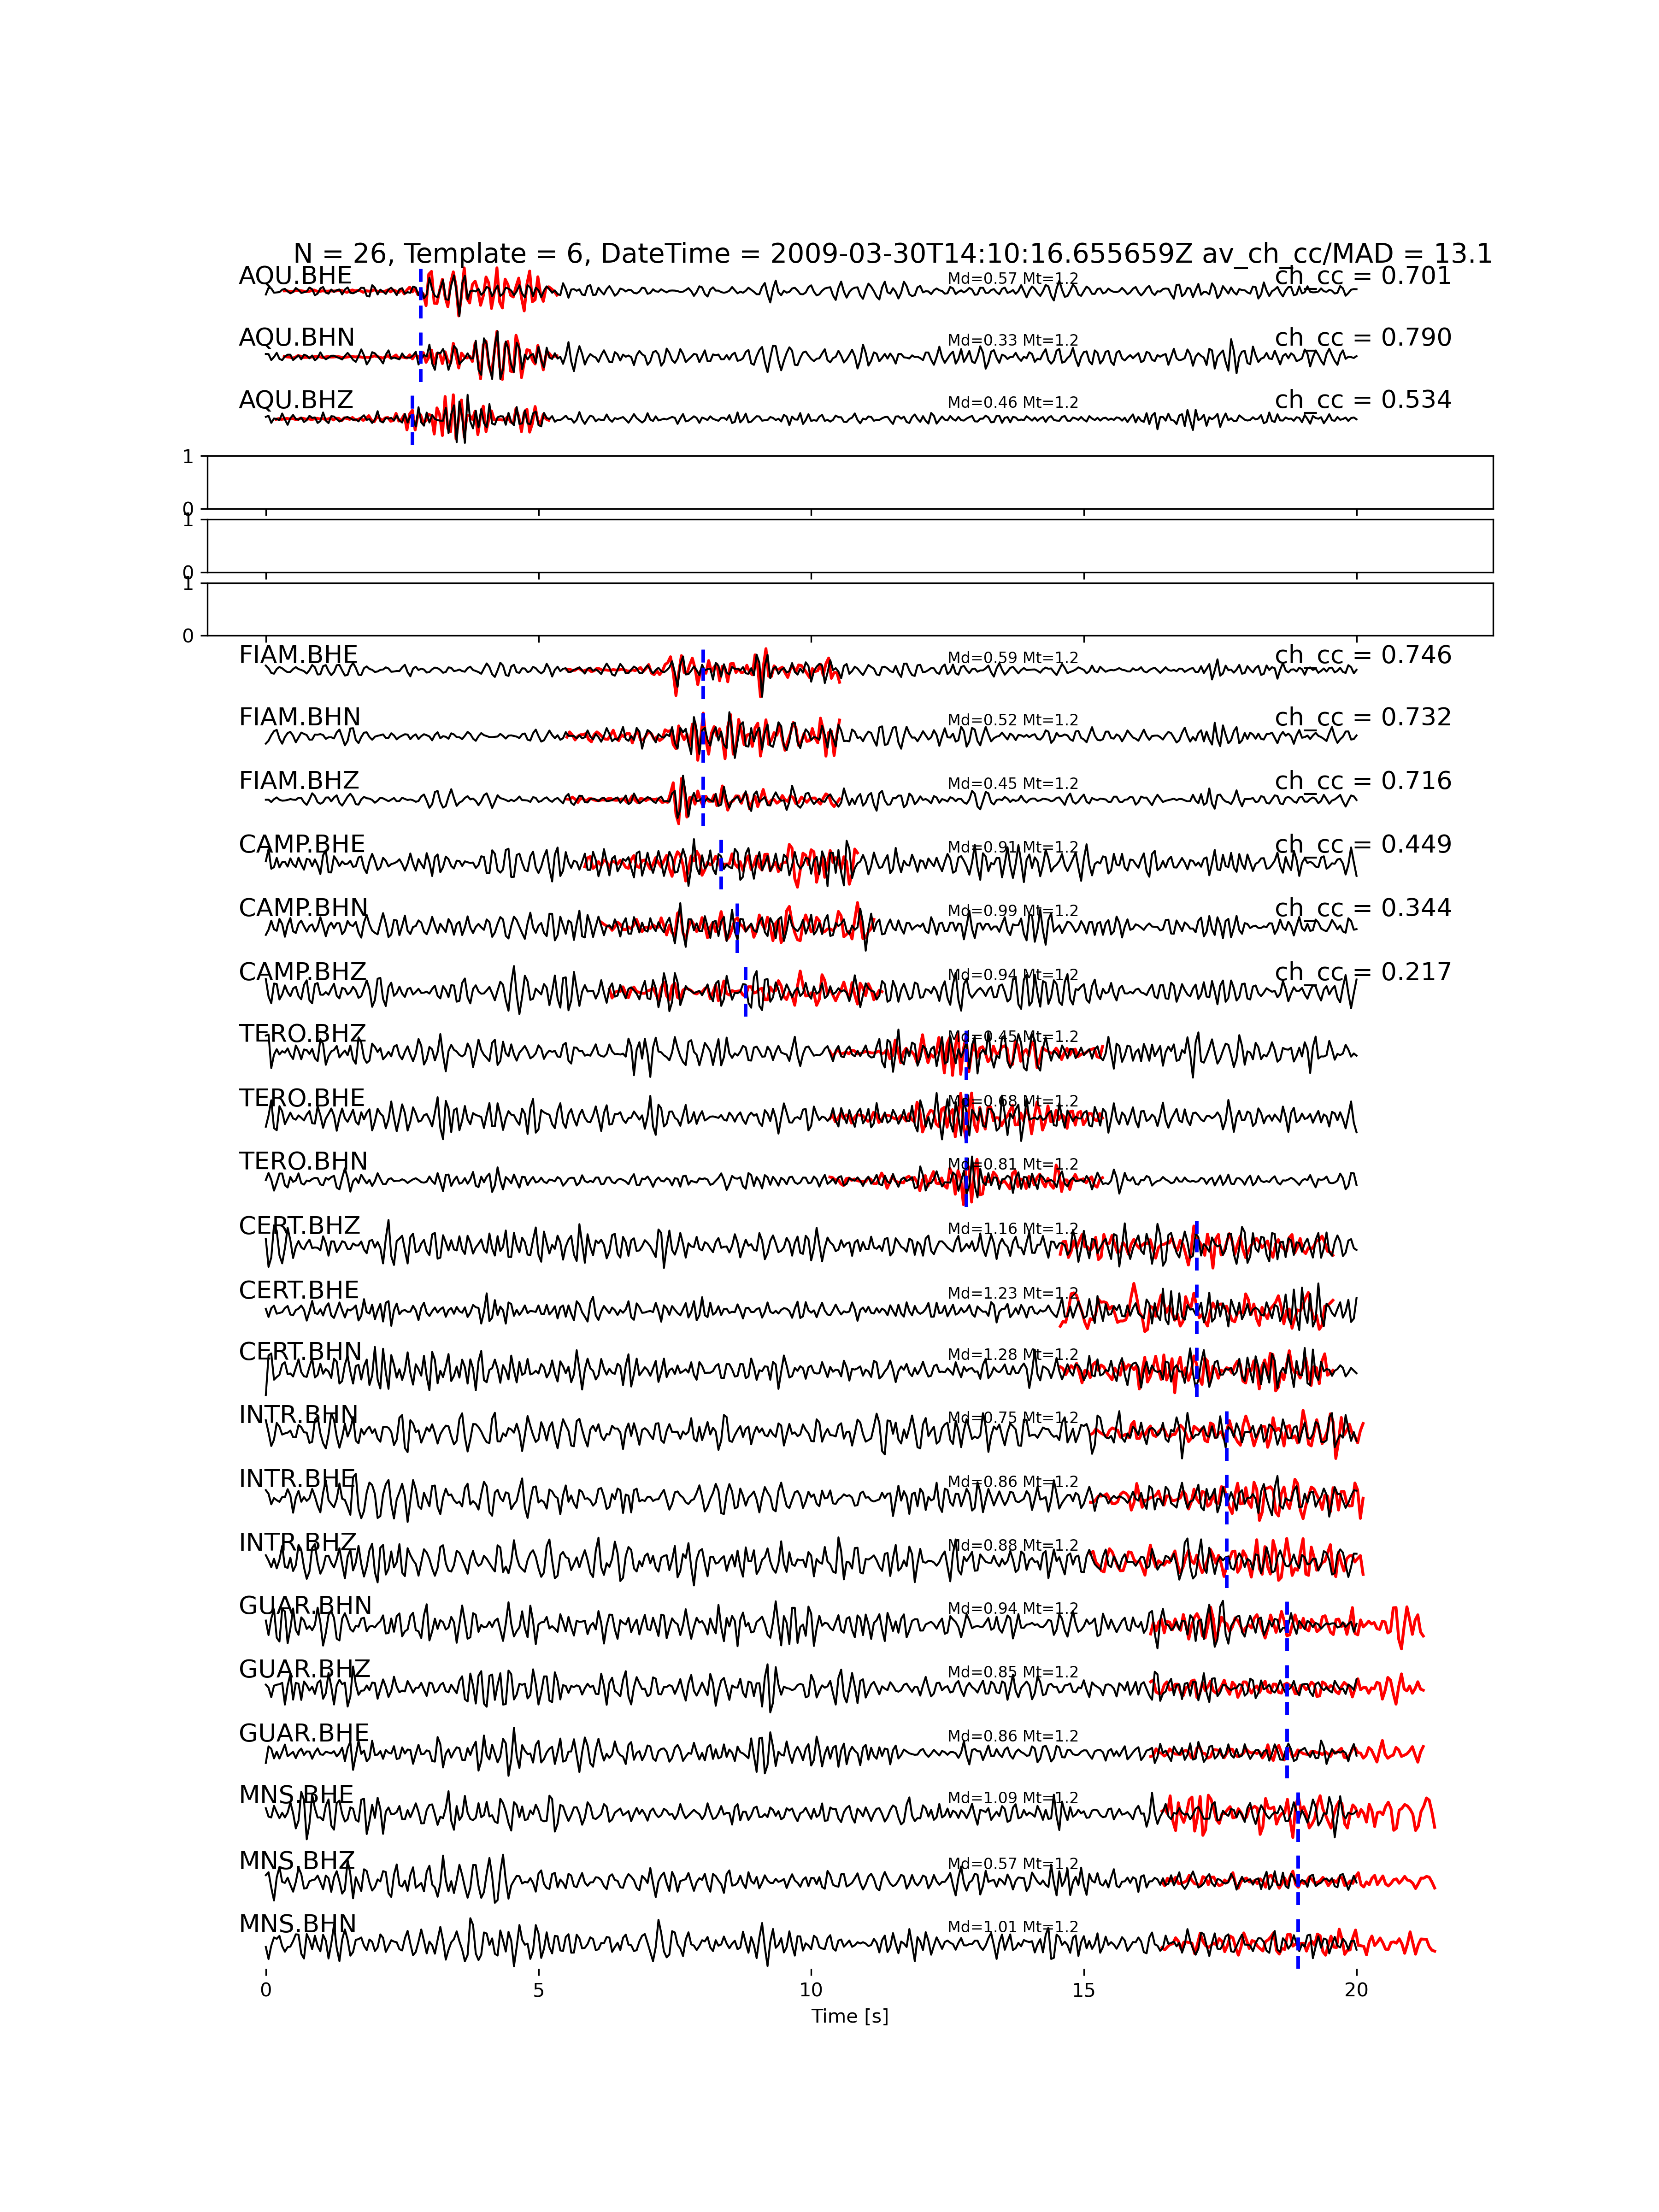 N = 26, Template = 6, DateTime = 2009-03-30T14:10:16.655659Z av_ch_cc/MAD = 13.1
AQU.BHE Md=0.57 Mt=1.2 ch_cc = 0.701
AQU.BHN Md=0.33 Mt=1.2 ch_cc = 0.790
AQU.BHZ Md=0.46 Mt=1.2 ch_cc = 0.534
1
0
1
0
1
0
FIAM.BHE Md=0.59 Mt=1.2 ch_cc = 0.746
FIAM.BHN Md=0.52 Mt=1.2 ch_cc = 0.732
FIAM.BHZ Md=0.45 Mt=1.2 ch_cc = 0.716
CAMP.BHE Md=0.91 Mt=1.2 ch_cc = 0.449
CAMP.BHN Md=0.99 Mt=1.2 ch_cc = 0.344
CAMP.BHZ Md=0.94 Mt=1.2 ch_cc = 0.217
TERO.BHZ Md=0.45 Mt=1.2
TERO.BHE Md=0.68 Mt=1.2
TERO.BHN Md=0.81 Mt=1.2
CERT.BHZ Md=1.16 Mt=1.2
CERT.BHE Md=1.23 Mt=1.2
CERT.BHN Md=1.28 Mt=1.2
INTR.BHN Md=0.75 Mt=1.2
INTR.BHE Md=0.86 Mt=1.2
INTR.BHZ Md=0.88 Mt=1.2
GUAR.BHN Md=0.94 Mt=1.2
GUAR.BHZ Md=0.85 Mt=1.2
GUAR.BHE Md=0.86 Mt=1.2
MNS.BHE Md=1.09 Mt=1.2
MNS.BHZ Md=0.57 Mt=1.2
MNS.BHN Md=1.01 Mt=1.2
0 5 10 15 20
Time [s]